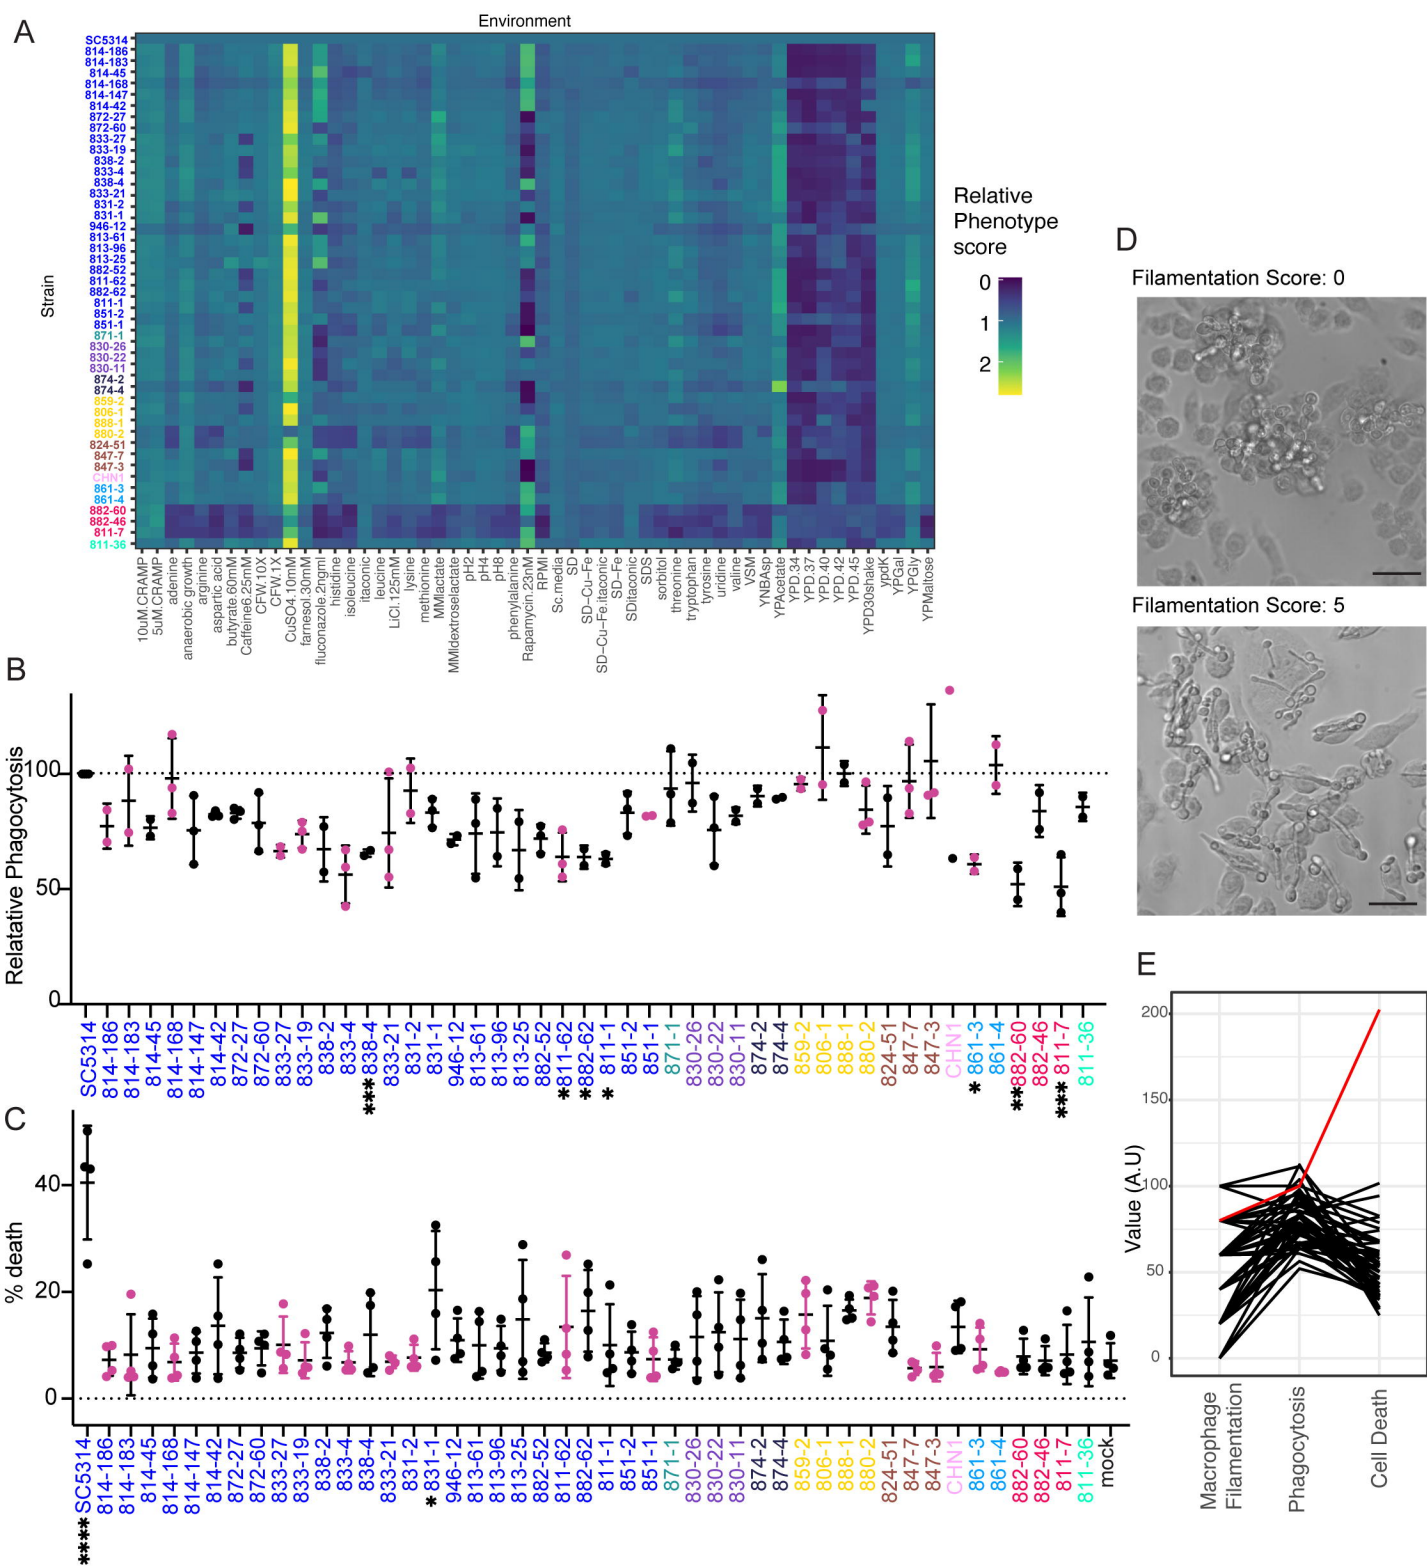 A
Environment
Strain
SC5314
814-186
814-183
814-45
814-168
814-147
814-42
872-27
872-60
833-27
833-19
838-2
833-4
838-4
833-21
831-2
831-1
946-12
813-61
813-96
813-25
882-52
811-62
882-62
811-1
851-2
851-1
871-1
830-26
830-22
830-11
874-2
874-4
859-2
806-1
888-1
880-2
824-51
847-7
847-3
CHN1
861-3
861-4
882-60
882-46
811-7
811-36
10uM.CRAMP
5uM.CRAMP
adenine
anaerobic growth
arginine
aspartic acid
butyrate.60mM
Caffeine6.25mM
CFW.10X
CFW.1X
CuSO4.10mM
farnesol.30mM
fluconazole.2ngml
histidine
isoleucine
itaconic
leucine
LiCl.125mM
lysine
methionine
MMlactate
MMldextroselactate
pH2
pH4
pH8
phenylalanine
Rapamycin.23nM
RPMI
Sc.media
SD
SD-Cu-Fe
SD-Cu-Fe.itaconic
SD-Fe
SDitaconic
SDS
sorbitol
threonine
tryptophan
tyrosine
uridine
valine
VSM
YNBAsp
YPAcetate
YPD.34
YPD.37
YPD.40
YPD.42
YPD.45
YPD30shake
ypdK
YPGal
YPGly
YPMaltose
Relative
Phenotype
score
0
1
2
D
Filamentation Score: 0
Filamentation Score: 5
B
Relatative Phagocytosis
100
50
0
SC5314
814-186
814-183
814-45
814-168
814-147
814-42
872-27
872-60
833-27
833-19
838-2
833-4
***838-4
833-21
831-2
831-1
946-12
813-61
813-96
813-25
882-52
*811-62
*882-62
*811-1
851-2
851-1
871-1
830-26
830-22
830-11
874-2
874-4
859-2
806-1
888-1
880-2
824-51
847-7
847-3
CHN1
*861-3
861-4
**882-60
882-46
***811-7
811-36
C
% death
40
20
0
**** SC5314
814-186
814-183
814-45
814-168
814-147
814-42
872-27
872-60
833-27
833-19
838-2
833-4
838-4
833-21
831-2
* 831-1
946-12
813-61
813-96
813-25
882-52
811-62
882-62
811-1
851-2
851-1
871-1
830-26
830-22
830-11
874-2
874-4
859-2
806-1
888-1
880-2
824-51
847-7
847-3
CHN1
861-3
861-4
882-60
882-46
811-7
811-36
mock
E
Value (A.U)
200
150
100
50
0
Macrophage
Filamentation
Phagocytosis
Cell Death